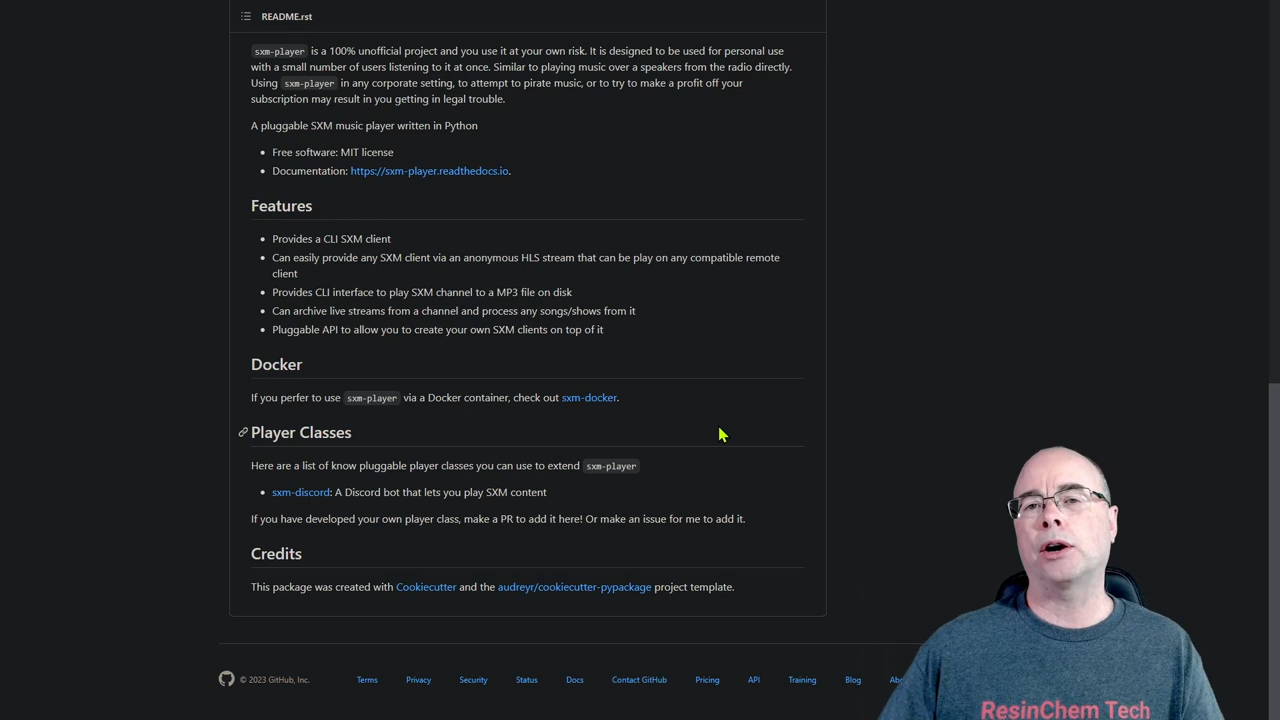 README.rst
sxm-player is a 100% unofficial project and you use it at your own risk. It is designed to be used for personal use
with a small number of users listening to it at once. Similar to playing music over a speakers from the radio directly.
Using sxm-player in any corporate setting, to attempt to pirate music, or to try to make a profit off your
subscription may result in you getting in legal trouble.
A pluggable SXM music player written in Python
Free software: MIT license
Documentation: https://sxm-player.readthedocs.io.
Features
Provides a CLI SXM client
Can easily provide any SXM client via an anonymous HLS stream that can be play on any compatible remote
client
Provides CLI interface to play SXM channel to a MP3 file on disk
Can archive live streams from a channel and process any songs/shows from it
Pluggable API to allow you to create your own SXM clients on top of it
Docker
If you perfer to use sxm-player via a Docker container, check out sxm-docker.
Player Classes
Here are a list of know pluggable player classes you can use to extend sxm-player
sxm-discord: A Discord bot that lets you play SXM content
If you have developed your own player class, make a PR to add it here! Or make an issue for me to add it.
Credits
This package was created with Cookiecutter and the audreyr/cookiecutter-pypackage project template.
© 2023 GitHub, Inc. Terms Privacy Security Status Docs Contact GitHub Pricing API Training Blog
ResinChem Tech